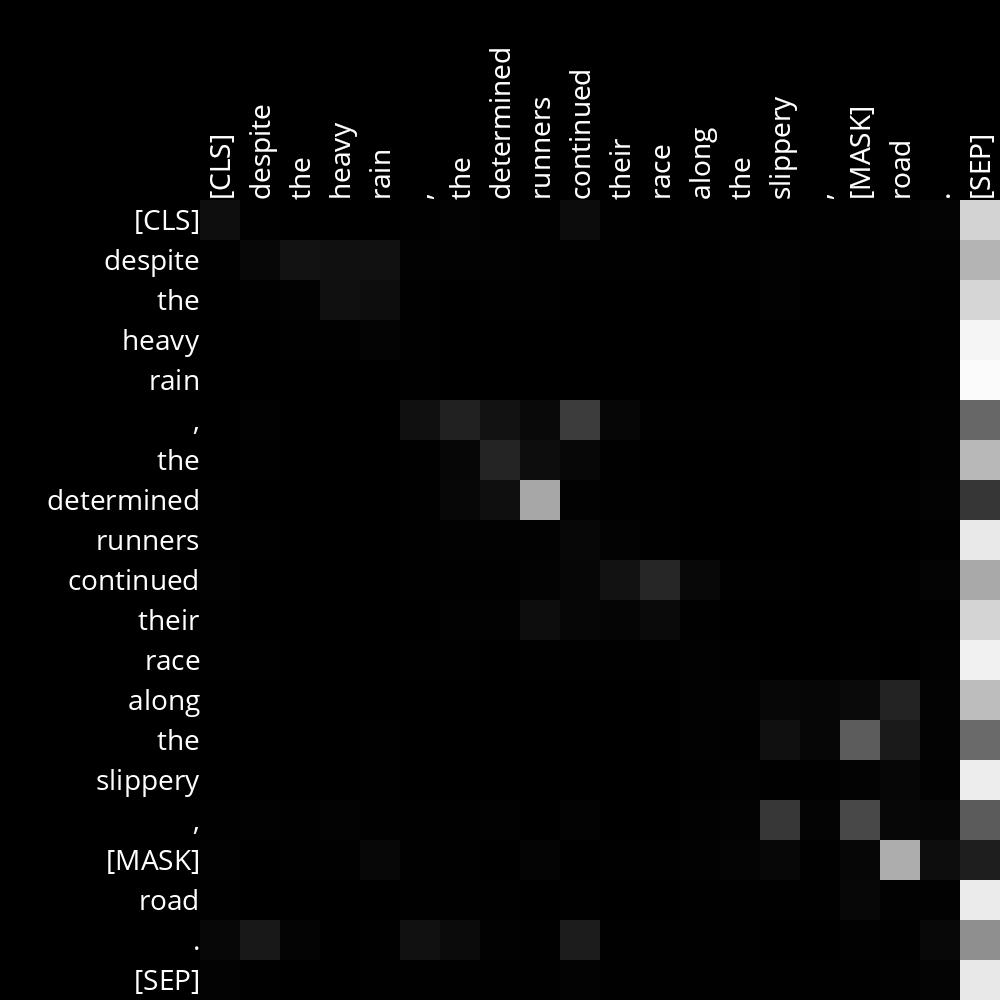 [CLS] despite the heavy rain , the determined runners continued their race along the slippery , [MASK] road . [SEP]
[CLS]
despite
the
heavy
rain
,
the
determined
runners
continued
their
race
along
the
slippery
,
[MASK]
road
.
[SEP]